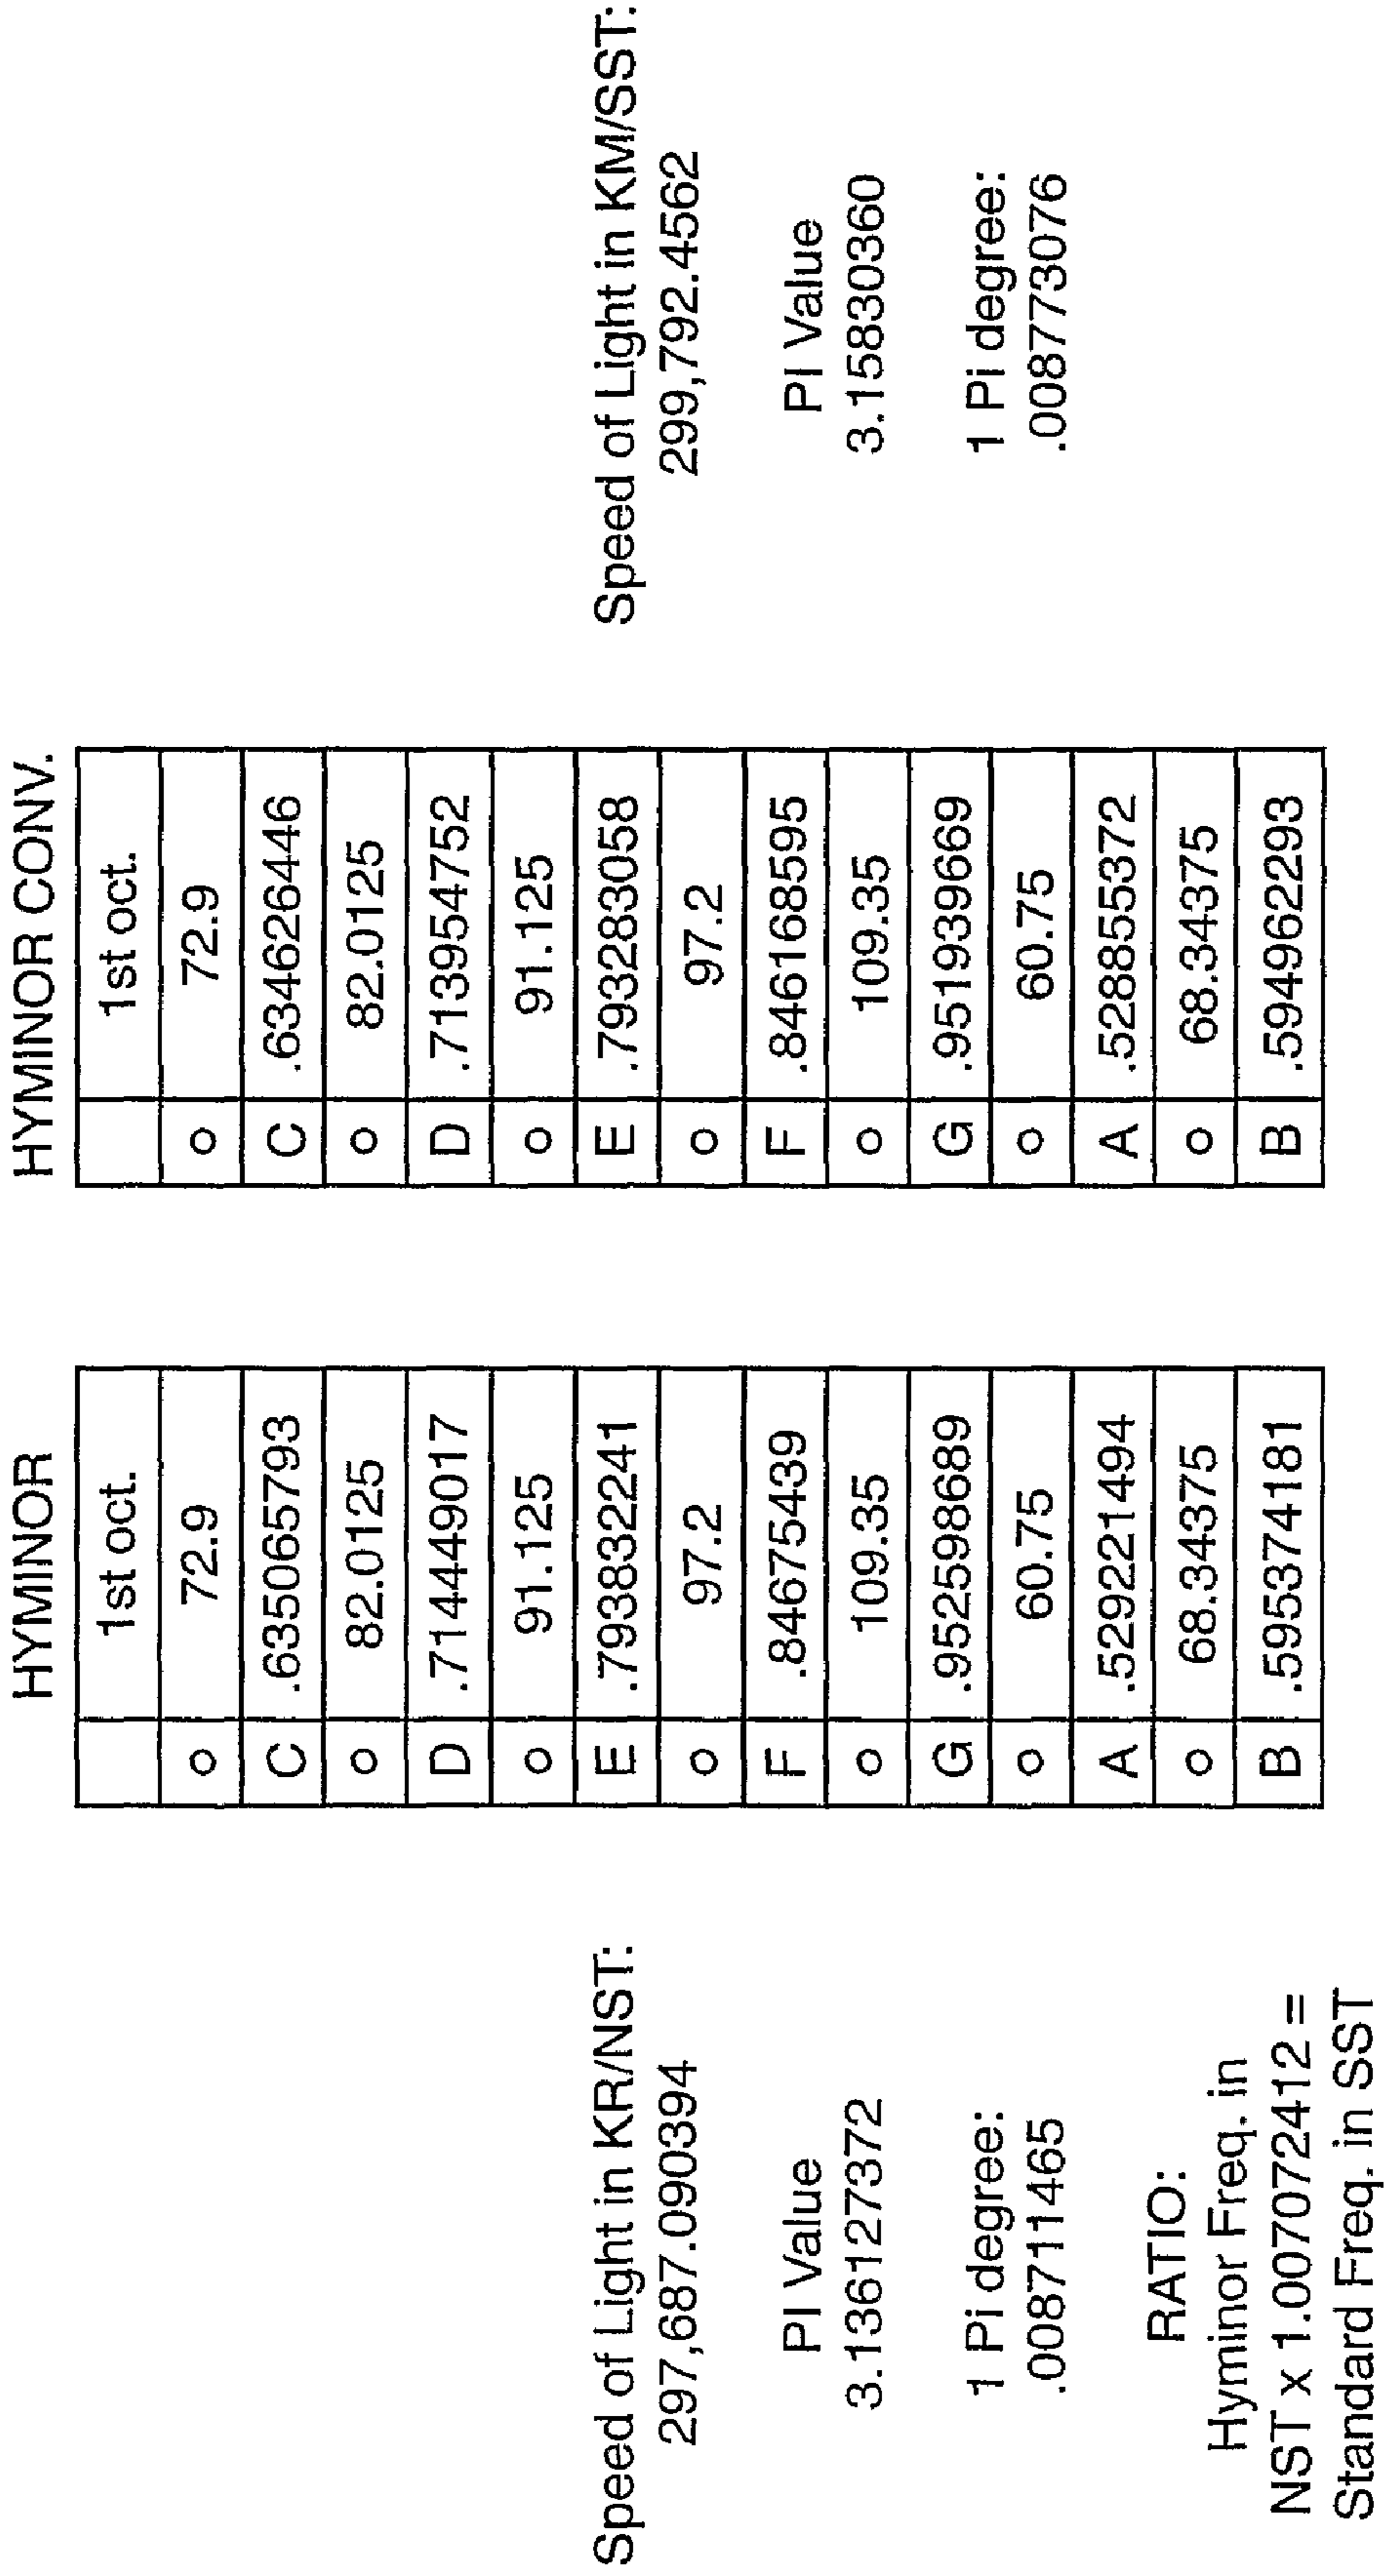 HYMINOR
1st oct.
o 72.9
C .635065793
o 82.0125
D .714449017
o 91.125
E .793832241
o 97.2
F .84675439
o 109.35
G .952598689
o 60.75
A .529221494
o 68.34375
B .595374181
HYMINOR CONV.
1st oct.
o 72.9
C .634626446
o 82.0125
D .713954752
o 91.125
E .793283058
o 97.2
F .846168595
o 109.35
G .951939669
o 60.75
A .528855372
o 68.34375
B .594962293
Speed of Light in KR/NST:
297,687.090394
PI Value
3.136127372
1 Pi degree:
.008711465
RATIO:
Hyminor Freq. in
NST x 1.007072412 =
Standard Freq. in SST
Speed of Light in KM/SST:
299,792.4562
PI Value
3.15830360
1 Pi degree:
.008773076